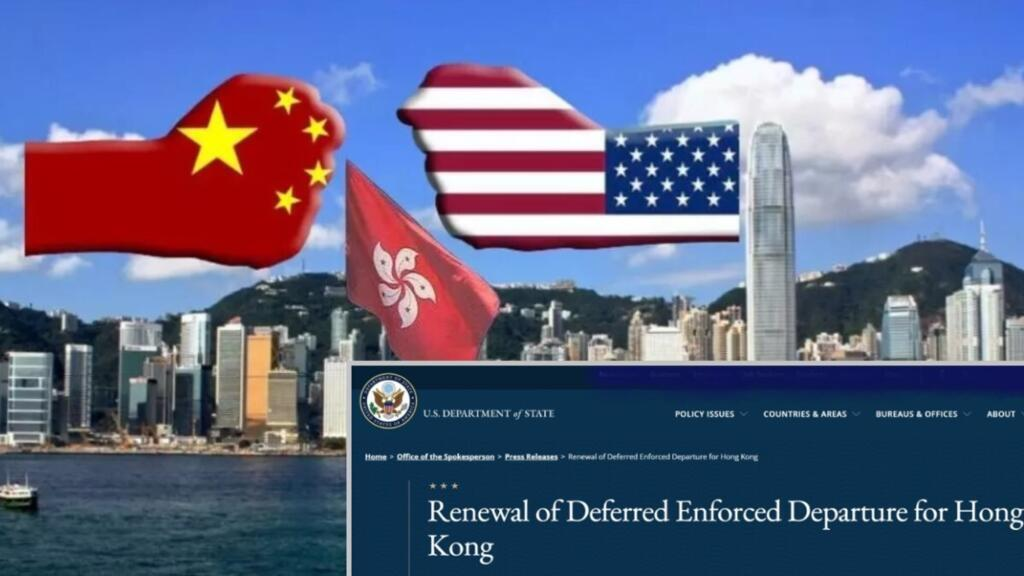 U.S. DEPARTMENT of STATE
POLICY ISSUES
COUNTRIES & AREAS
BUREAUS & OFFICES
ABOUT
Home > Office of the Spokesperson > Press Releases > Renewal of Deferred Enforced Departure for Hong Kong
Renewal of Deferred Enforced Departure for Hong
Kong